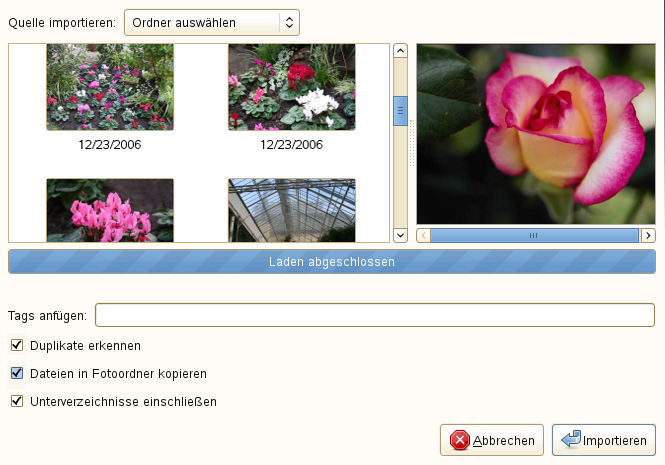 Quelle importieren: Ordner auswählen
12/23/2006 12/23/2006
Laden abgeschlossen
Tags anfügen:
Duplikate erkennen
Dateien in Fotoordner kopieren
Unterverzeichnisse einschließen
Abbrechen Importieren